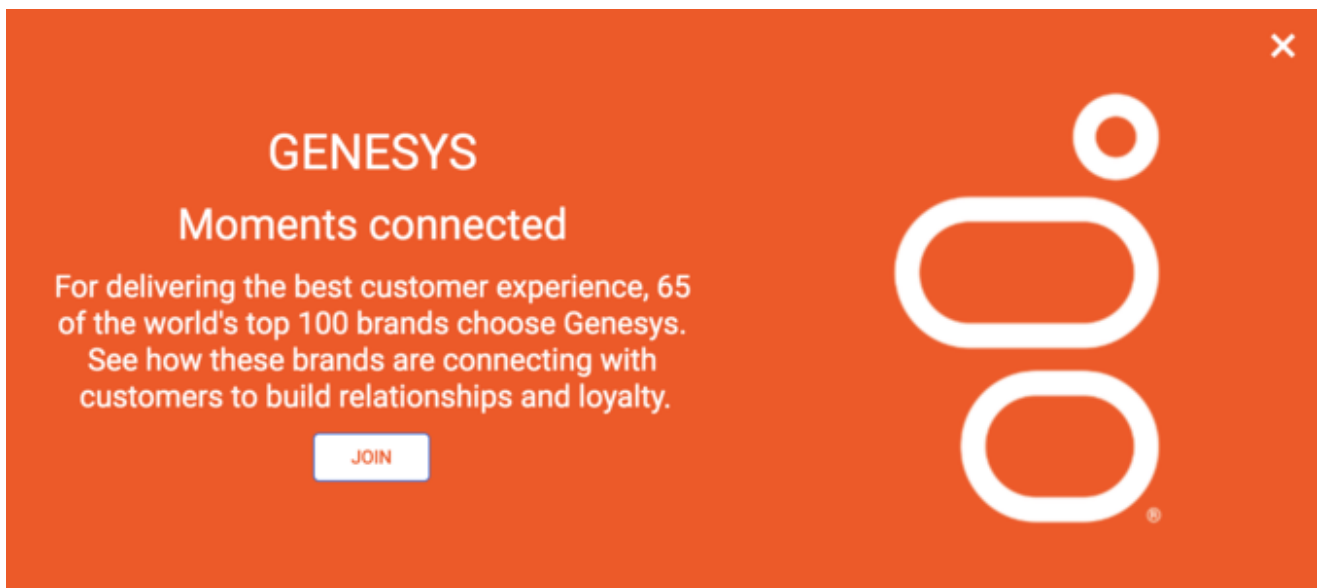 GENESYS
Moments connected
For delivering the best customer experience, 65
of the world's top 100 brands choose Genesys.
See how these brands are connecting with
customers to build relationships and loyalty.
JOIN
®